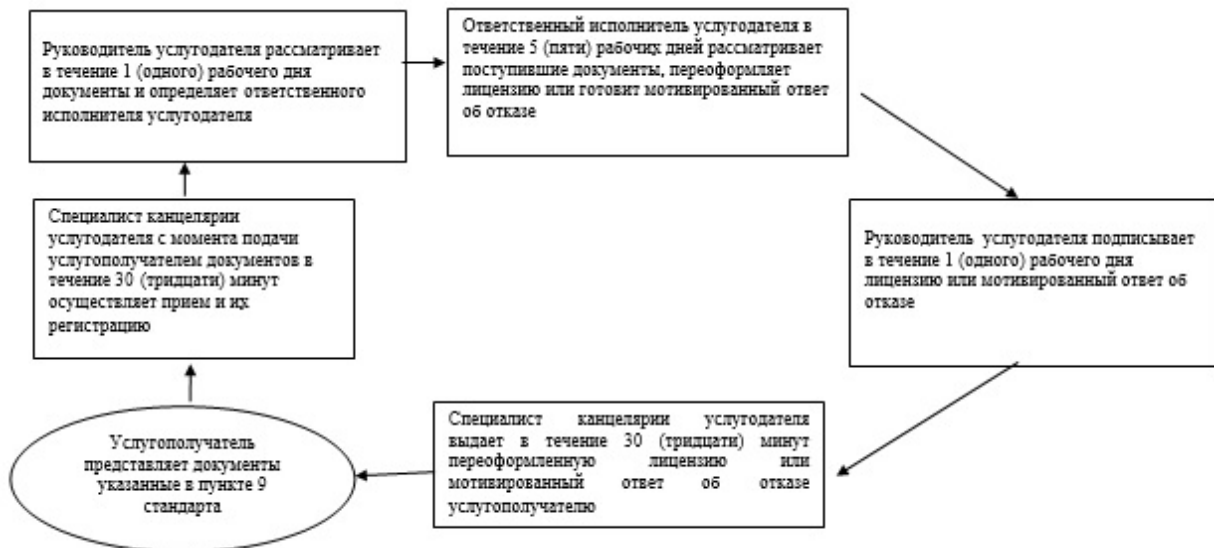 Руководитель услугодателя рассматривает
в течение 1 (одного) рабочего дня
документы и определяет ответственного
исполнителя услугодателя
Ответственный исполнитель услугодателя в
течение 5 (пяти) рабочих дней рассматривает
поступившие документы, переоформляет
лицензию или готовит мотивированный ответ
об отказе
Специалист канцелярии
услугодателя с момента подачи
услугополучателем документов в
течение 30 (тридцати) минут
осуществляет прием и их
регистрацию
Руководитель услугодателя подписывает
в течение 1 (одного) рабочего дня
лицензию или мотивированный ответ об
отказе
Услугополучатель
представляет документы
указанные в пункте 9
стандарта
Специалист канцелярии услугодателя
выдает в течение 30 (тридцати) минут
переоформленную лицензию или
мотивированный ответ об отказе
услугополучателю